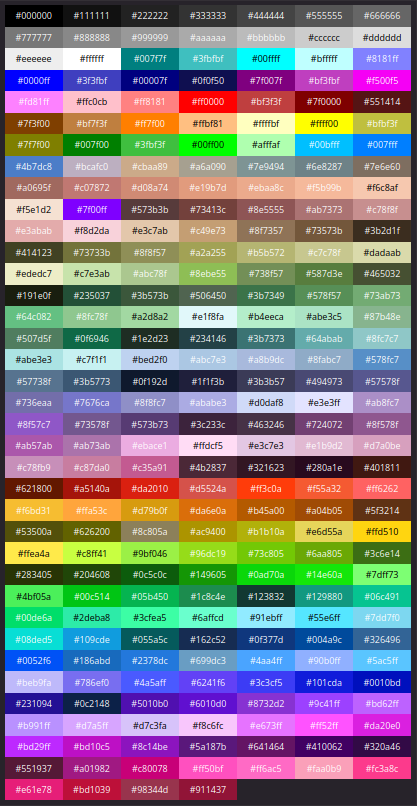 #000000 #111111 #222222 #333333 #444444 #555555 #666666
#777777 #888888 #999999 #aaaaaa #bbbbbb #cccccc #dddddd
#eeeeee #ffffff #007f7f #3fbfbf #00ffff #bfffff #8181ff
#0000ff #3f3fbf #00007f #0f0f50 #7f007f #bf3fbf #f500f5
#fd81ff #ffc0cb #ff8181 #ff0000 #bf3f3f #7f0000 #551414
#7f3f00 #bf7f3f #ff7f00 #ffbf81 #ffffbf #ffff00 #bfbf3f
#7f7f00 #007f00 #3fbf3f #00ff00 #afffaf #00bfff #007fff
#4b7dc8 #bcafc0 #cbaa89 #a6a090 #7e9494 #6e8287 #7e6e60
#a0695f #c07872 #d08a74 #e19b7d #ebaa8c #f5b99b #f6c8af
#f5e1d2 #7f00ff #573b3b #73413c #8e5555 #ab7373 #c78f8f
#e3abab #f8d2da #e3c7ab #c49e73 #8f7357 #73573b #3b2d1f
#414123 #73733b #8f8f57 #a2a255 #b5b572 #c7c78f #dadaab
#ededc7 #c7e3ab #abc78f #8ebe55 #738f57 #587d3e #465032
#191e0f #235037 #3b573b #506450 #3b7349 #578f57 #73ab73
#64c082 #8fc78f #a2d8a2 #e1f8fa #b4eeca #abe3c5 #87b48e
#507d5f #0f6946 #1e2d23 #234146 #3b7373 #64abab #8fc7c7
#abe3e3 #c7f1f1 #bed2f0 #abc7e3 #a8b9dc #8fabc7 #578fc7
#57738f #3b5773 #0f192d #1f1f3b #3b3b57 #494973 #57578f
#736eaa #7676ca #8f8fc7 #ababe3 #d0daf8 #e3e3ff #ab8fc7
#8f57c7 #73578f #573b73 #3c233c #463246 #724072 #8f578f
#ab57ab #ab73ab #ebace1 #ffdcf5 #e3c7e3 #e1b9d2 #d7a0be
#c78fb9 #c87da0 #c35a91 #4b2837 #321623 #280a1e #401811
#621800 #a5140a #da2010 #d5524a #ff3c0a #f55a32 #ff6262
#f6bd31 #ffa53c #d79b0f #da6e0a #b45a00 #a04b05 #5f3214
#53500a #626200 #8c805a #ac9400 #b1b10a #e6d55a #ffd510
#ffea4a #c8ff41 #9bf046 #96dc19 #73c805 #6aa805 #3c6e14
#283405 #204608 #0c5c0c #149605 #0ad70a #14e60a #7dff73
#4bf05a #00c514 #05b450 #1c8c4e #123832 #129880 #06c491
#00de6a #2deba8 #3cfea5 #6affcd #91ebff #55e6ff #7dd7f0
#08ded5 #109cde #055a5c #162c52 #0f377d #004a9c #326496
#0052f6 #186abd #2378dc #699dc3 #4aa4ff #90b0ff #5ac5ff
#beb9fa #786ef0 #4a5aff #6241f6 #3c3cf5 #101cda #0010bd
#231094 #0c2148 #5010b0 #6010d0 #8732d2 #9c41ff #bd62ff
#b991ff #d7a5ff #d7c3fa #f8c6fc #e673ff #ff52ff #da20e0
#bd29ff #bd10c5 #8c14be #5a187b #641464 #410062 #320a46
#551937 #a01982 #c80078 #ff50bf #ff6ac5 #faa0b9 #fc3a8c
#e61e78 #bd1039 #98344d #911437